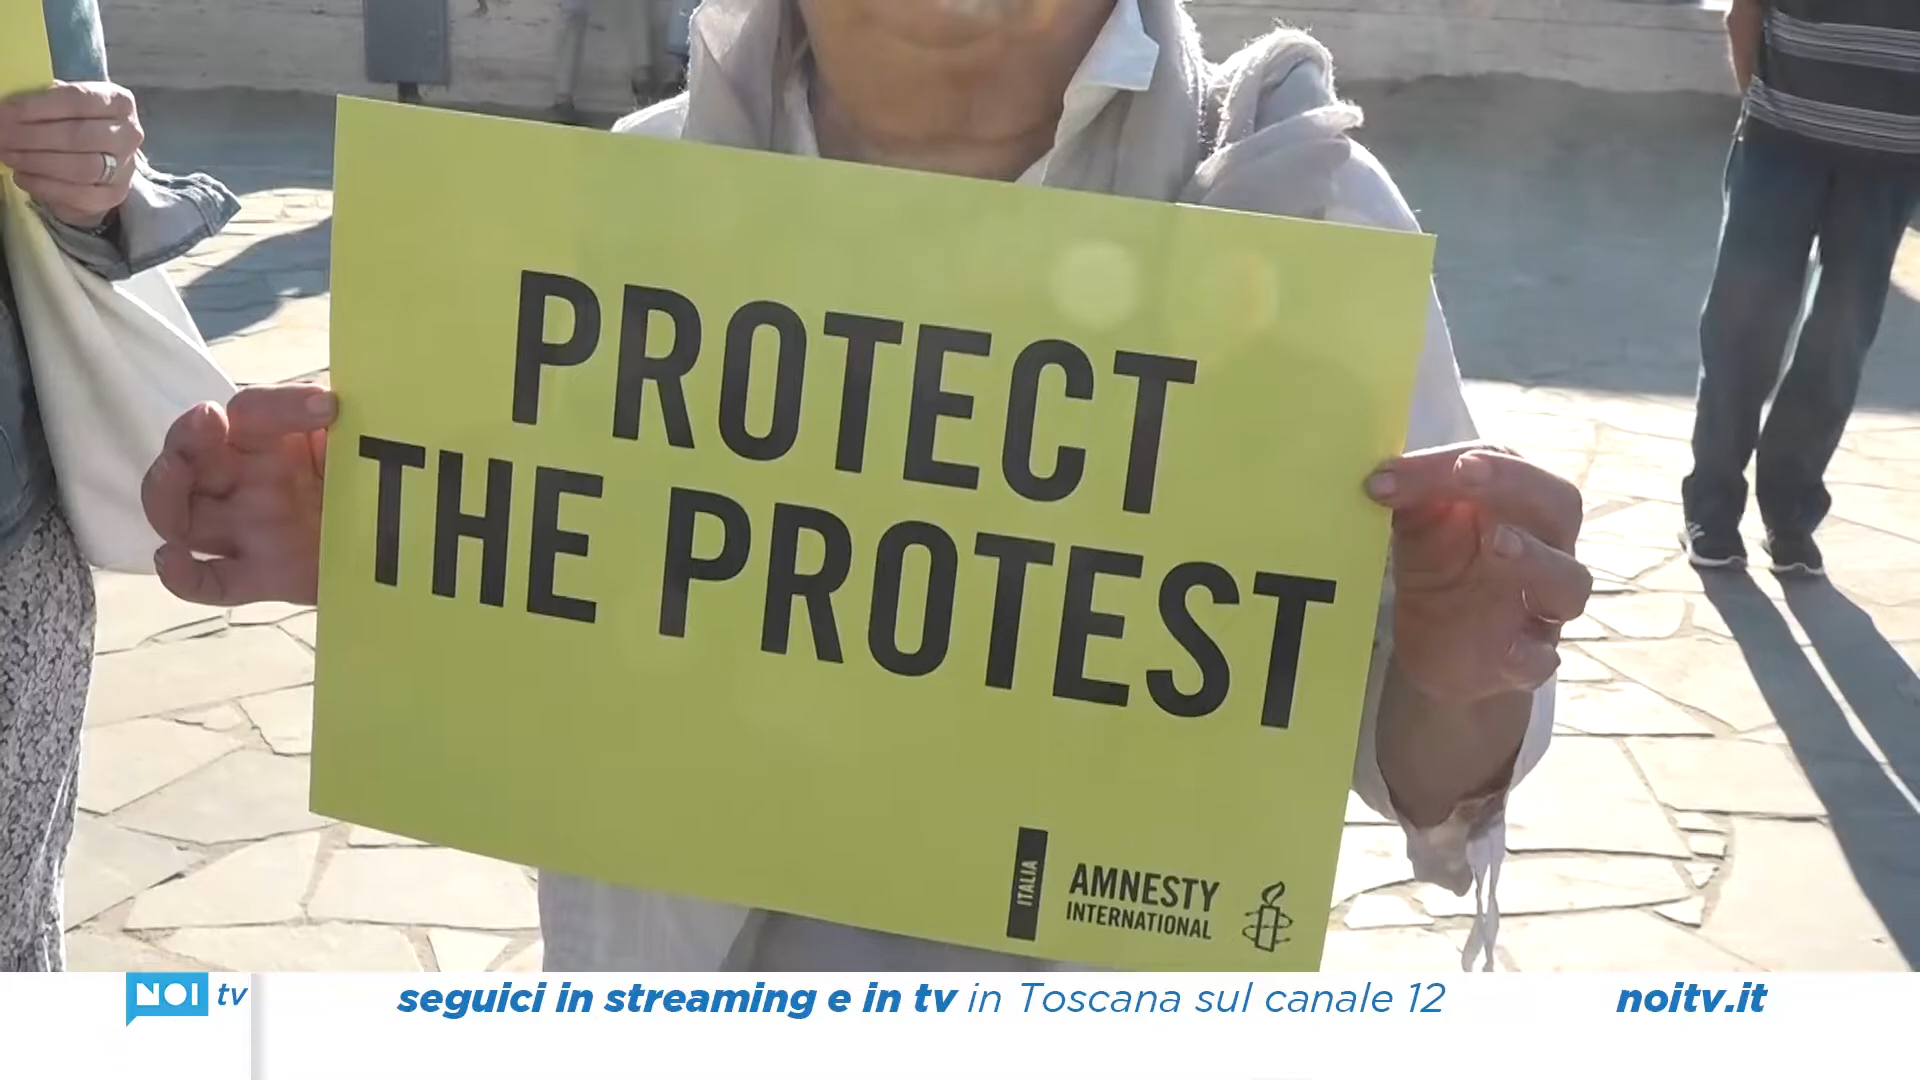 PROTECT
THE PROTEST
ITALIA
AMNESTY
INTERNATIONAL
NOI tv
seguici in streaming e in tv in Toscana sul canale 12
noitv.it